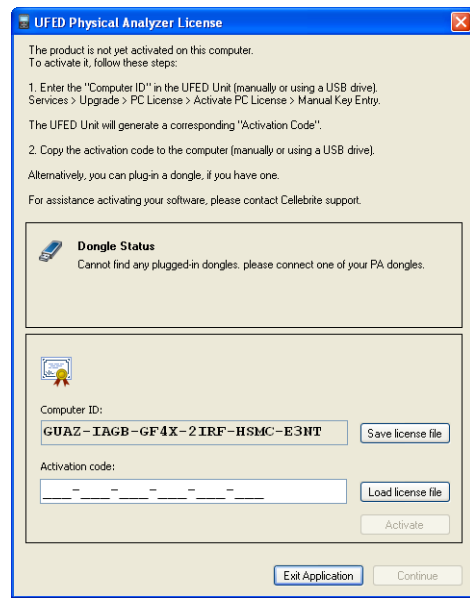 UFED Physical Analyzer License
The product is not yet activated on this computer.
To activate it, follow these steps:
1. Enter the "Computer ID" in the UFED Unit (manually or using a USB drive).
Services > Upgrade > PC License > Activate PC License > Manual Key Entry.
The UFED Unit will generate a corresponding "Activation Code".
2. Copy the activation code to the computer (manually or using a USB drive).
Alternatively, you can plug-in a dongle, if you have one.
For assistance activating your software, please contact Cellebrite support.
Dongle Status
Cannot find any plugged-in dongles. please connect one of your PA dongles.
Computer ID:
GUAZ-IAGB-GF4X-2IRF-HSMC-E3NT
Save license file
Activation code:
____-____-____-____-____-____
Load license file
Activate
Exit Application
Continue